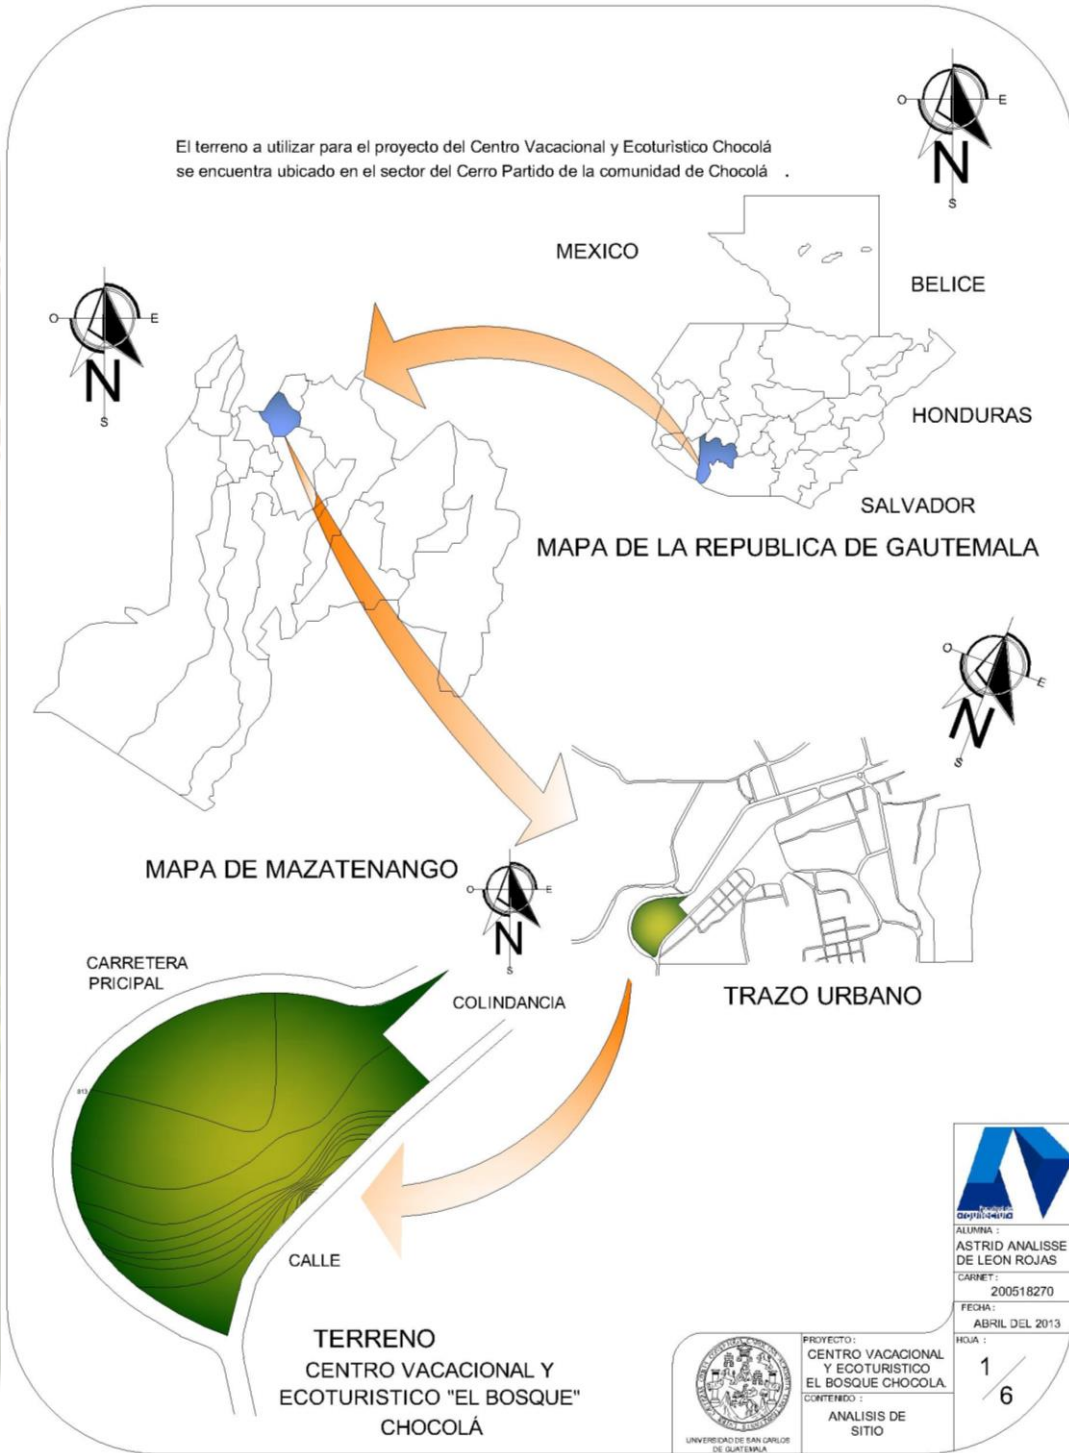 El terreno a utilizar para el proyecto del Centro Vacacional y Ecoturìstico Chocolá
se encuentra ubicado en el sector del Cerro Partido de la comunidad de Chocolá .
O E
N
S
MEXICO
BELICE
O E
N
S
HONDURAS
SALVADOR
MAPA DE LA REPUBLICA DE GAUTEMALA
O
E
N
S
MAPA DE MAZATENANGO
O E
N
S
TRAZO URBANO
CARRETERA
PRICIPAL
COLINDANCIA
CALLE
TERRENO
CENTRO VACACIONAL Y
ECOTURISTICO "EL BOSQUE"
CHOCOLÁ
facultad de
arquitectura
ALUMNA :
ASTRID ANALISSE
DE LEON ROJAS
CARNET :
200518270
FECHA :
ABRIL DEL 2013
HOJA :
1
6
PROYECTO :
CENTRO VACACIONAL
Y ECOTURISTICO
EL BOSQUE CHOCOLA.
CONTENIDO :
ANALISIS DE
SITIO
UNIVERSIDAD DE SAN CARLOS
DE GUATEMALA